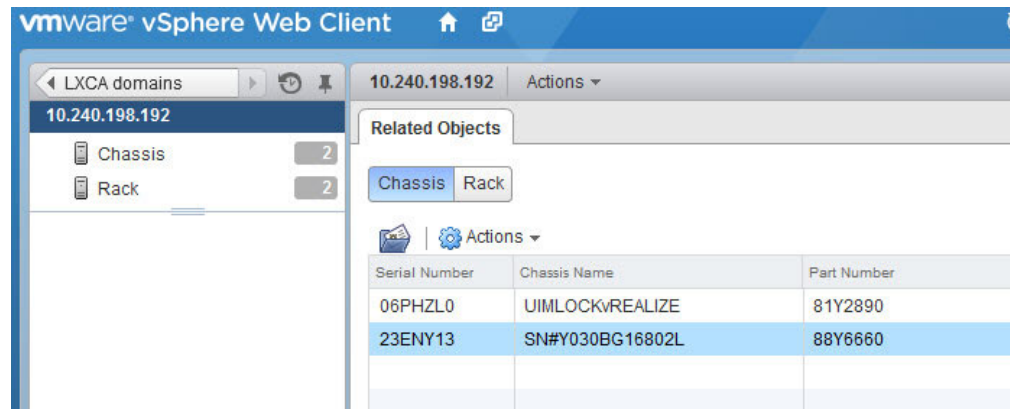 vmware® vSphere Web Client
LXCA domains
10.240.198.192
Chassis 2
Rack 2
10.240.198.192 Actions
Related Objects
Chassis Rack
Actions
Serial Number Chassis Name Part Number
06PHZL0 UIMLOCKvREALIZE 81Y2890
23ENY13 SN#Y030BG16802L 88Y6660